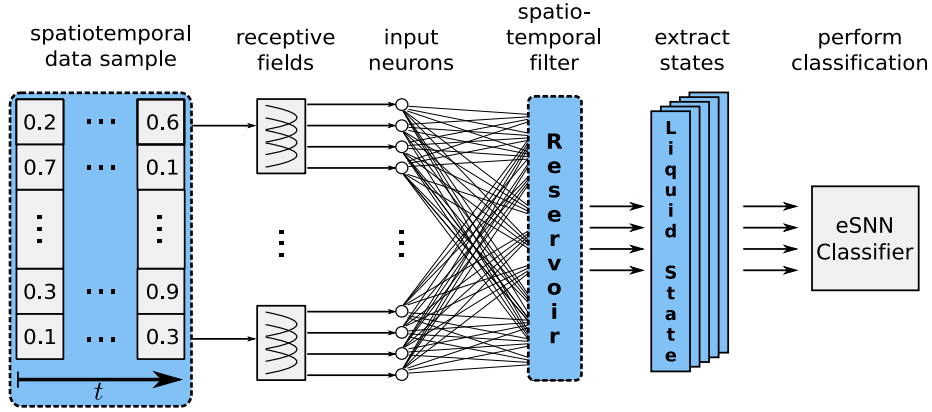 spatiotemporal
data sample
receptive
fields
input
neurons
spatio-
temporal
filter
extract
states
perform
classification
0.2 ... 0.6
0.7 ... 0.1
... ...
0.3 ... 0.9
0.1 ... 0.3
t
...
...
Reservoir
Liquid State
eSNN
Classifier